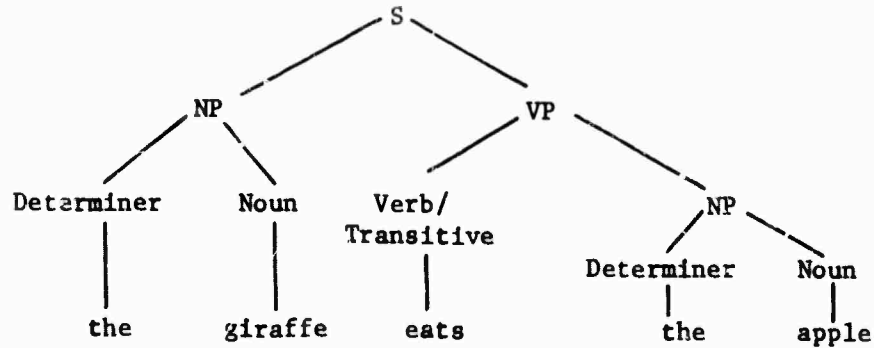 S
NP VP
Determiner Noun Verb/
Transitive NP
Determiner Noun
the giraffe eats the apple